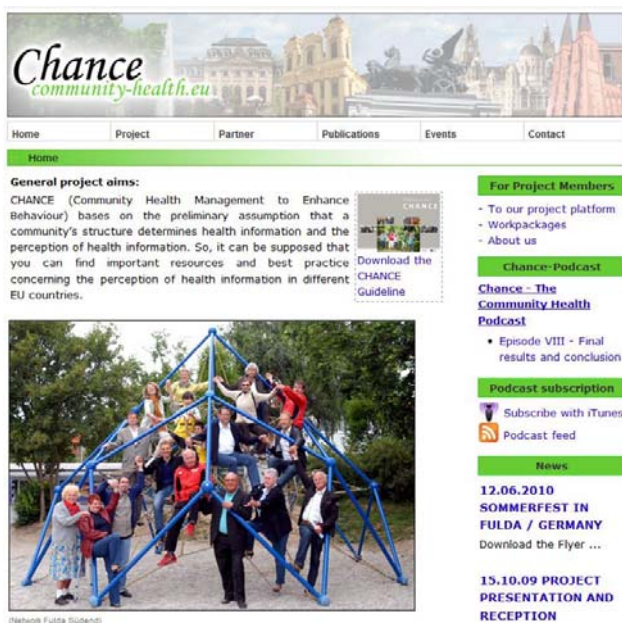 Chance
community-health.eu
Home Project Partner Publications Events Contact
Home
General project aims:
CHANCE (Community Health Management to Enhance
Behaviour) bases on the preliminary assumption that a
community's structure determines health information and the
perception of health information. So, it can be supposed that
you can find important resources and best practice
concerning the perception of health information in different
EU countries.
CHANCE
Download the
CHANCE
Guideline
(Network Fulda Südend)
For Project Members
- To our project platform
- Workpackages
- About us
Chance-Podcast
Chance - The
Community Health
Podcast
• Episode VIII - Final
results and conclusion
Podcast subscription
Subscribe with iTunes
Podcast feed
News
12.06.2010
SOMMERFEST IN
FULDA / GERMANY
Download the Flyer ...
15.10.09 PROJECT
PRESENTATION AND
RECEPTION